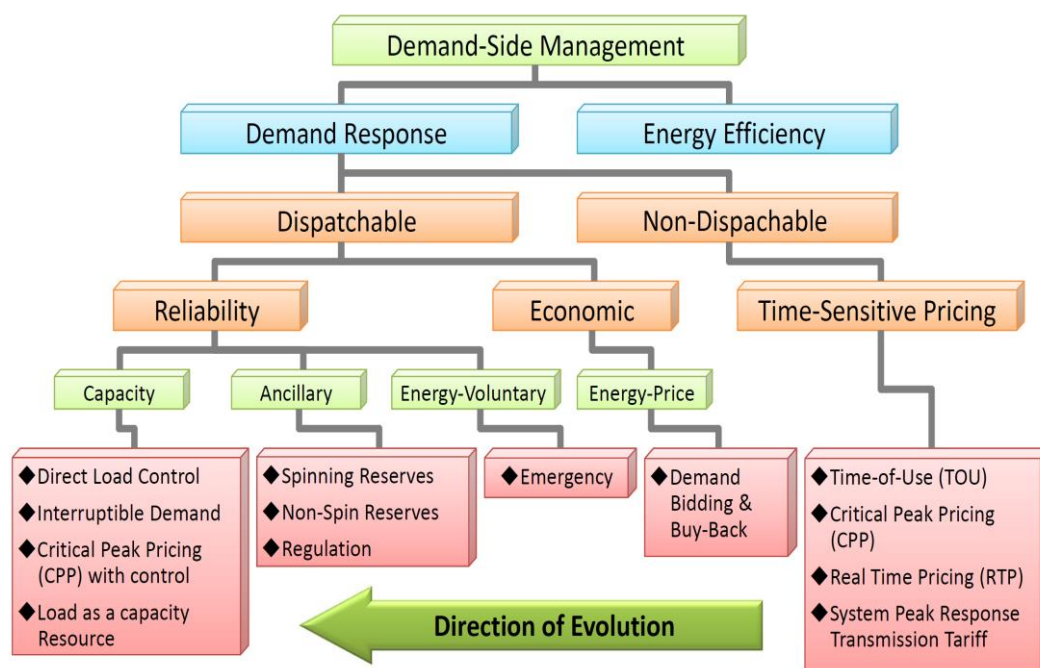 Demand-Side Management
Demand Response
Energy Efficiency
Dispatchable
Non-Dispachable
Reliability
Economic
Time-Sensitive Pricing
Capacity
Ancillary
Energy-Voluntary
Energy-Price
◆Direct Load Control
◆Interruptible Demand
◆Critical Peak Pricing
(CPP) with control
◆Load as a capacity
Resource
◆Spinning Reserves
◆Non-Spin Reserves
◆Regulation
◆Emergency
◆Demand
Bidding &
Buy-Back
◆Time-of-Use (TOU)
◆Critical Peak Pricing
(CPP)
◆Real Time Pricing (RTP)
◆System Peak Response
Transmission Tariff
Direction of Evolution